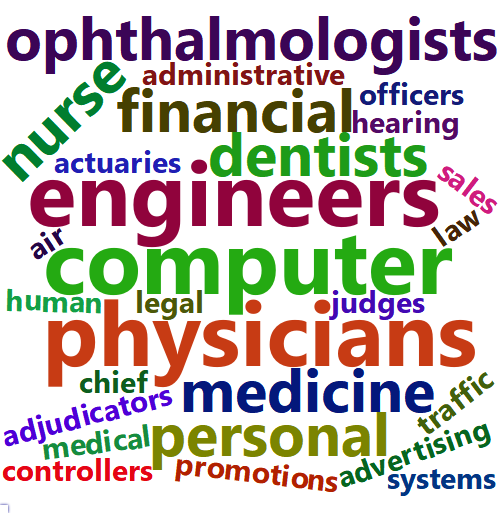 ophthalmologists
nurse
administrative
financial
officers
hearing
actuaries
dentists
sales
engineers
law
air
computer
human
legal
judges
physicians
chief
medicine
traffic
adjudicators
medical
personal
advertising
controllers
promotions
systems